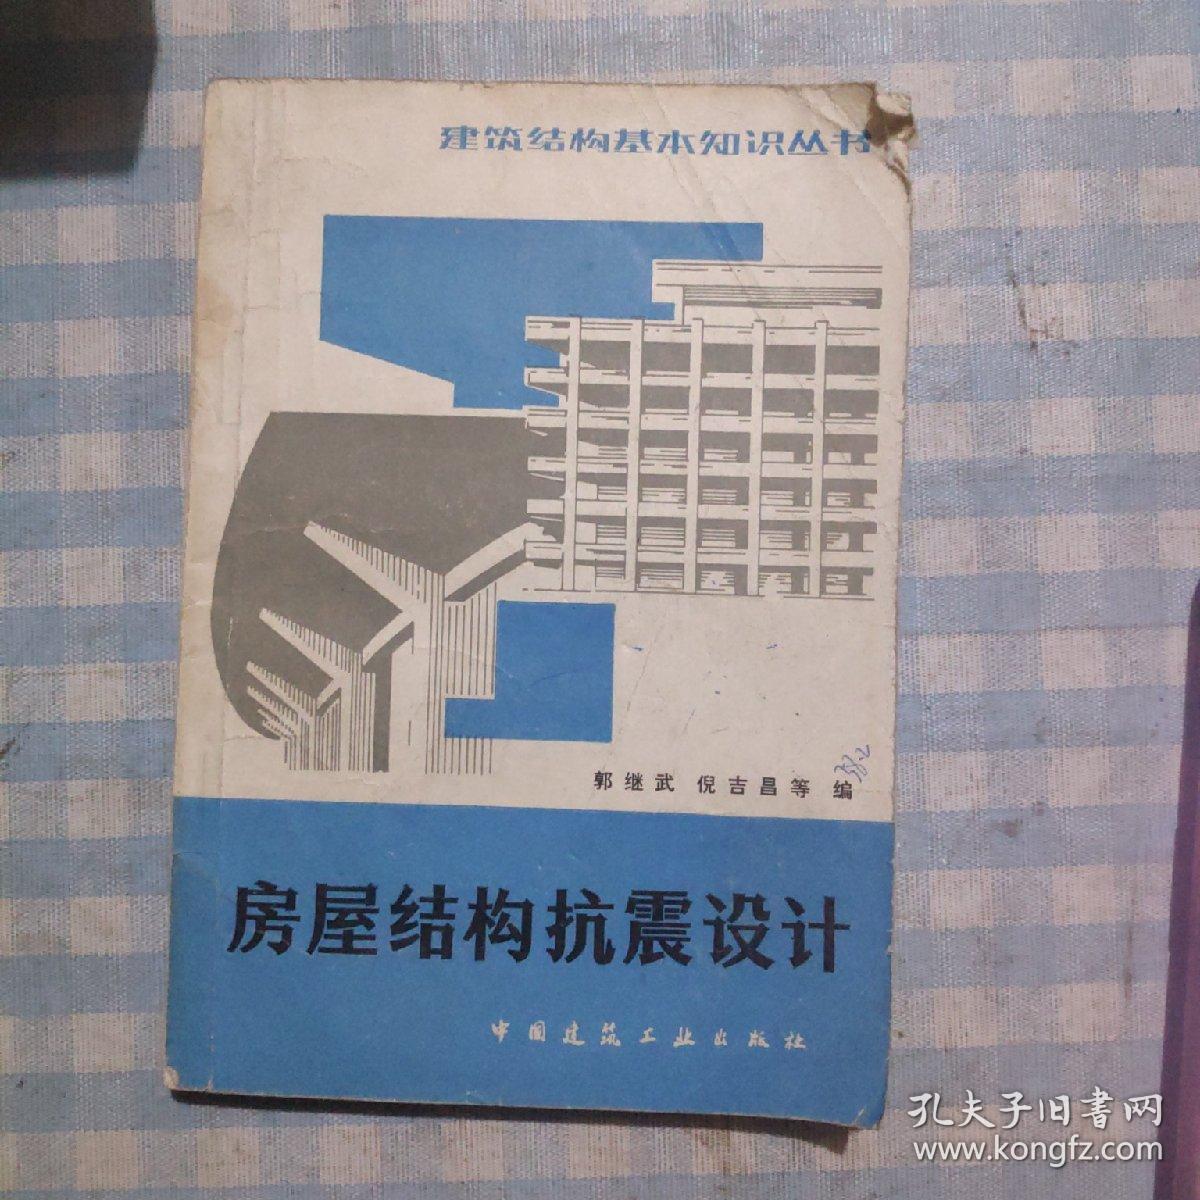 建筑结构基本知识丛书
郭继武 倪吉昌等 编
房屋结构抗震设计
中国建筑工业出版社
孔夫子旧书网
www.kongfz.com